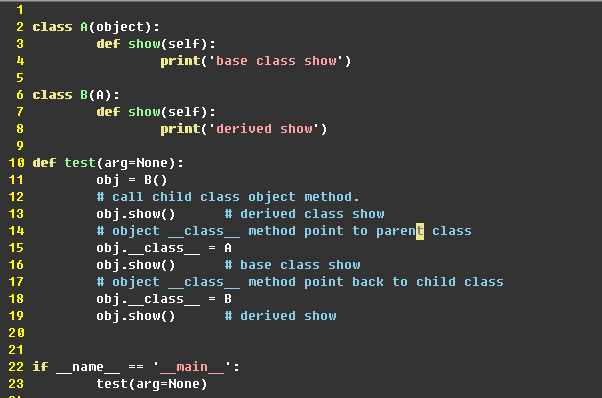 1
2 class A(object):
3         def show(self):
4                 print('base class show')
5
6 class B(A):
7         def show(self):
8                 print('derived show')
9
10 def test(arg=None):
11         obj = B()
12         # call child class object method.
13         obj.show()      # derived class show
14         # object __class__ method point to parent class
15         obj.__class__ = A
16         obj.show()      # base class show
17         # object __class__ method point back to child class
18         obj.__class__ = B
19         obj.show()      # derived show
20
21
22 if __name__ == '__main__':
23         test(arg=None)